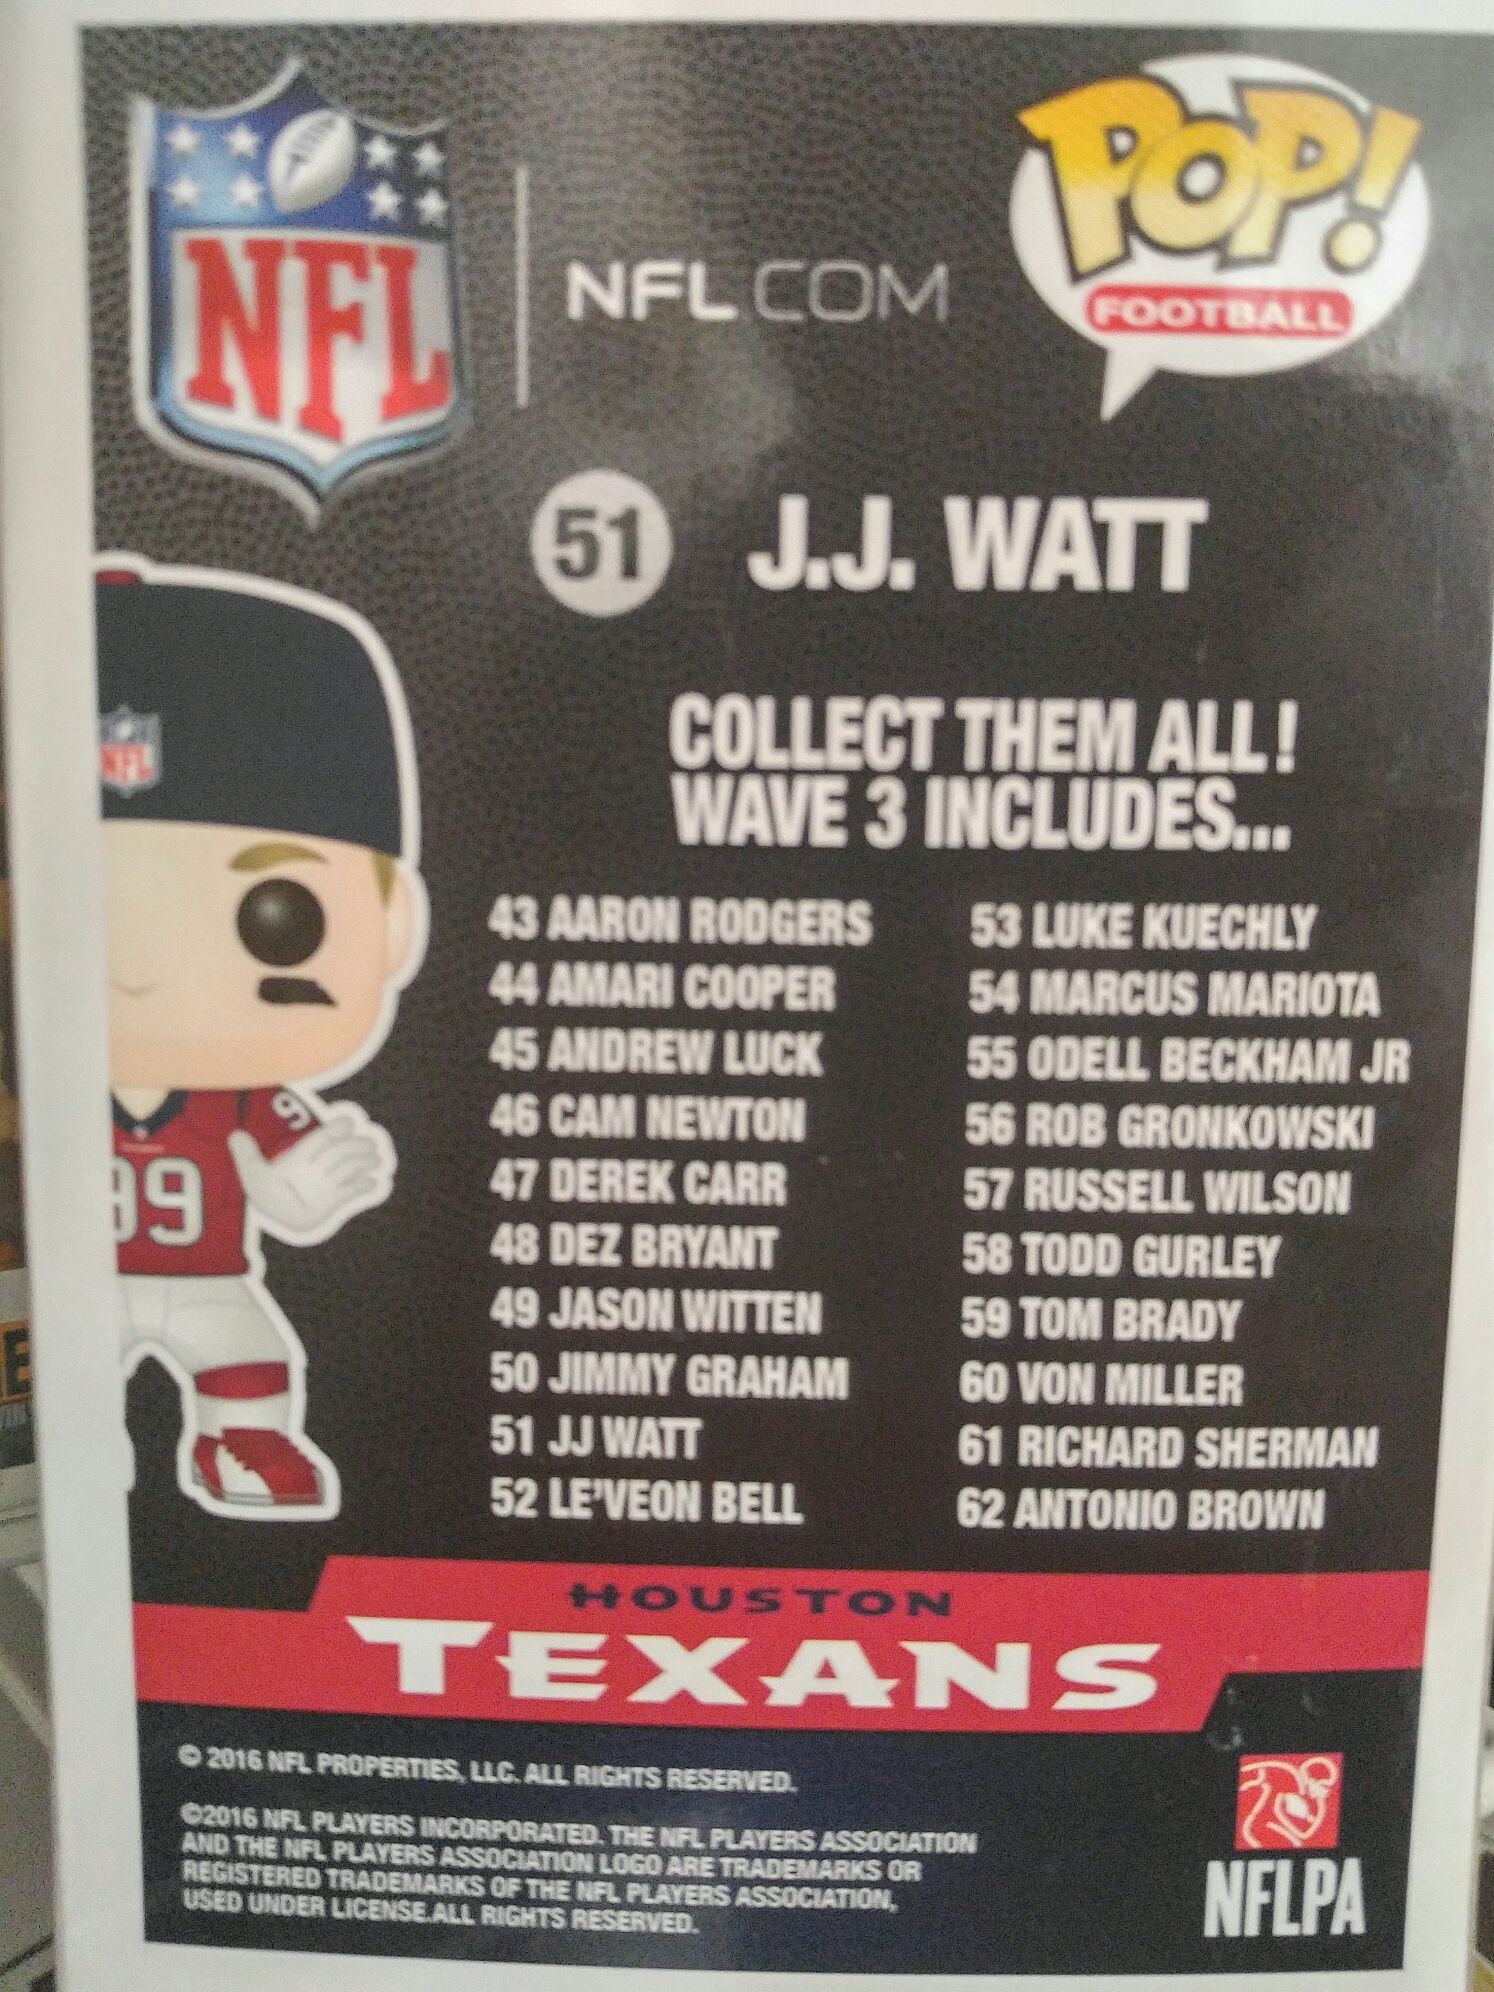 NFL
NFL.COM
POP!
FOOTBALL
51 J.J. WATT
COLLECT THEM ALL!
WAVE 3 INCLUDES...
NFL
99
99
43 AARON RODGERS
44 AMARI COOPER
45 ANDREW LUCK
46 CAM NEWTON
47 DEREK CARR
48 DEZ BRYANT
49 JASON WITTEN
50 JIMMY GRAHAM
51 JJ WATT
52 LE'VEON BELL
53 LUKE KUECHLY
54 MARCUS MARIOTA
55 ODELL BECKHAM JR
56 ROB GRONKOWSKI
57 RUSSELL WILSON
58 TODD GURLEY
59 TOM BRADY
60 VON MILLER
61 RICHARD SHERMAN
62 ANTONIO BROWN
HOUSTON
TEXANS
© 2016 NFL PROPERTIES, LLC. ALL RIGHTS RESERVED.
©2016 NFL PLAYERS INCORPORATED. THE NFL PLAYERS ASSOCIATION
AND THE NFL PLAYERS ASSOCIATION LOGO ARE TRADEMARKS OR
REGISTERED TRADEMARKS OF THE NFL PLAYERS ASSOCIATION,
USED UNDER LICENSE.ALL RIGHTS RESERVED.
NFLPA